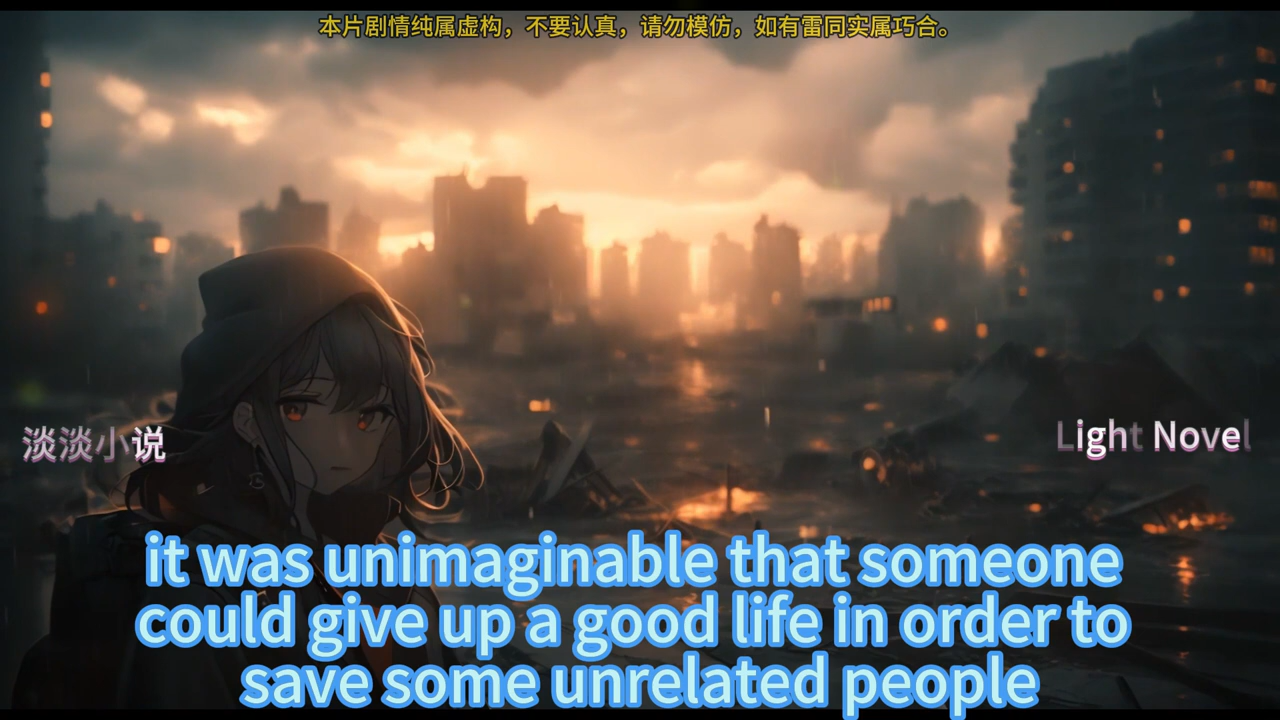 本片剧情纯属虚构，不要认真，请勿模仿，如有雷同实属巧合。
淡淡小说
Light Novel
it was unimaginable that someone
could give up a good life in order to
save some unrelated people